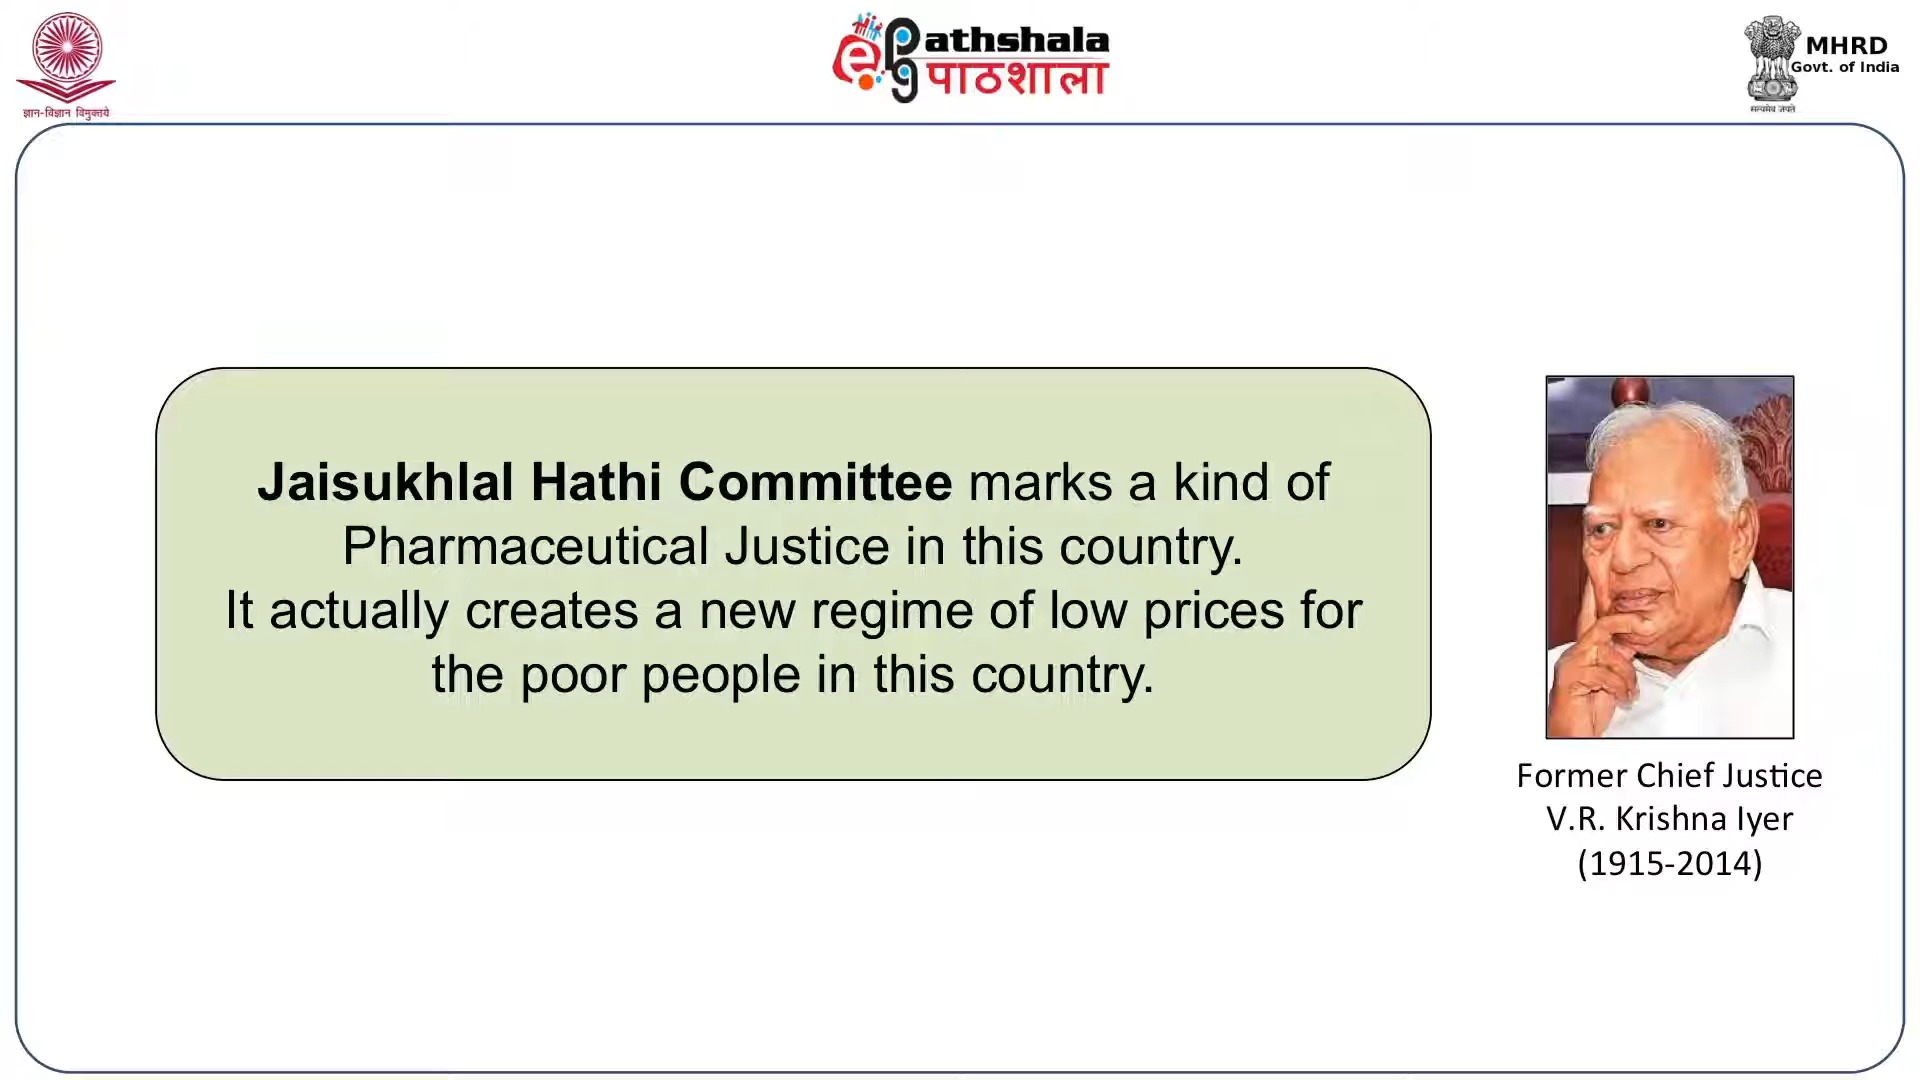 ज्ञान-विज्ञान विमुक्तये
ePathshala
पाठशाला
MHRD
Govt. of India
सत्यमेव जयते
Jaisukhlal Hathi Committee marks a kind of
Pharmaceutical Justice in this country.
It actually creates a new regime of low prices for
the poor people in this country.
Former Chief Justice
V.R. Krishna Iyer
(1915-2014)